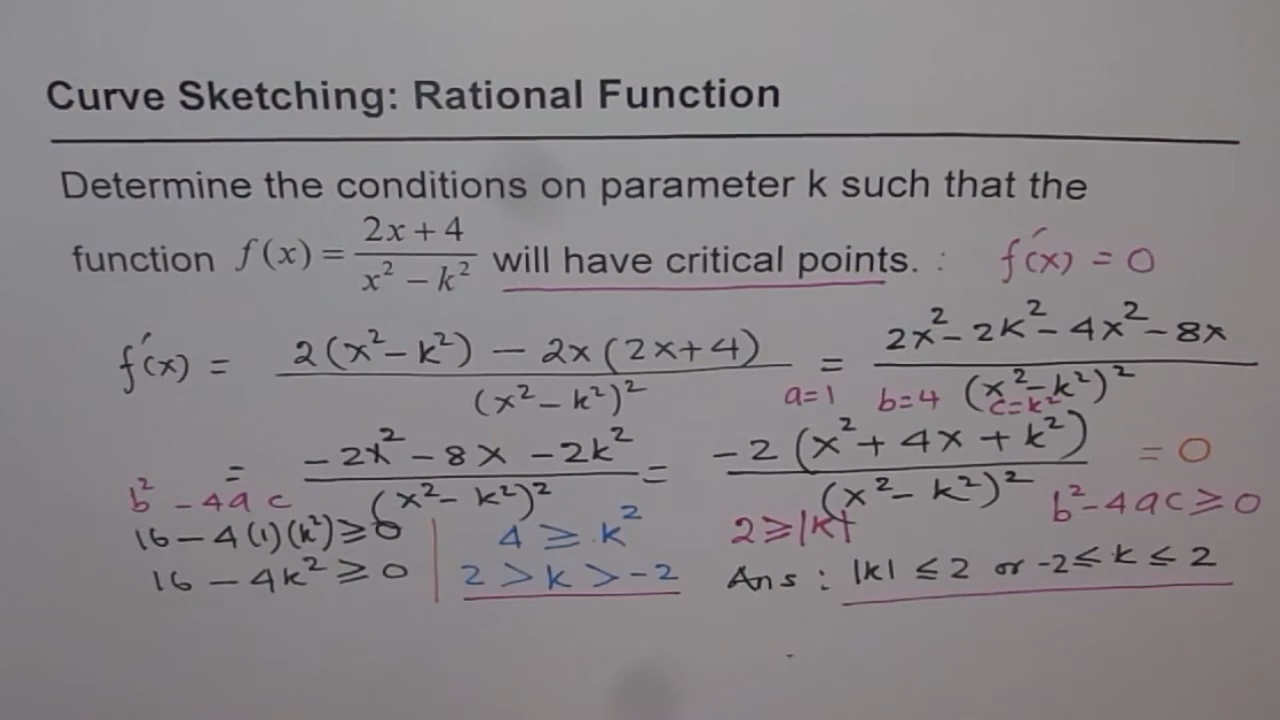 Curve Sketching: Rational Function
Determine the conditions on parameter k such that the
function f(x) = (2x + 4)/(x² − k²) will have critical points. : f′(x) = 0
f′(x) = (2(x² − k²) − 2x(2x+4))/(x² − k²)² = (2x² − 2k² − 4x² − 8x)/(x² − k²)²
a=1 b=4 c=k²
= (−2x² − 8x − 2k²)/(x² − k²)² = (−2(x² + 4x + k²))/(x² − k²)² = 0
b² − 4ac
b² − 4ac ≥ 0
16 − 4(1)(k²) ≥ 0
4 ≥ k²
2 ≥ |k|
16 − 4k² ≥ 0
2 > k > −2
Ans : |k| ≤ 2 or −2 ≤ k ≤ 2